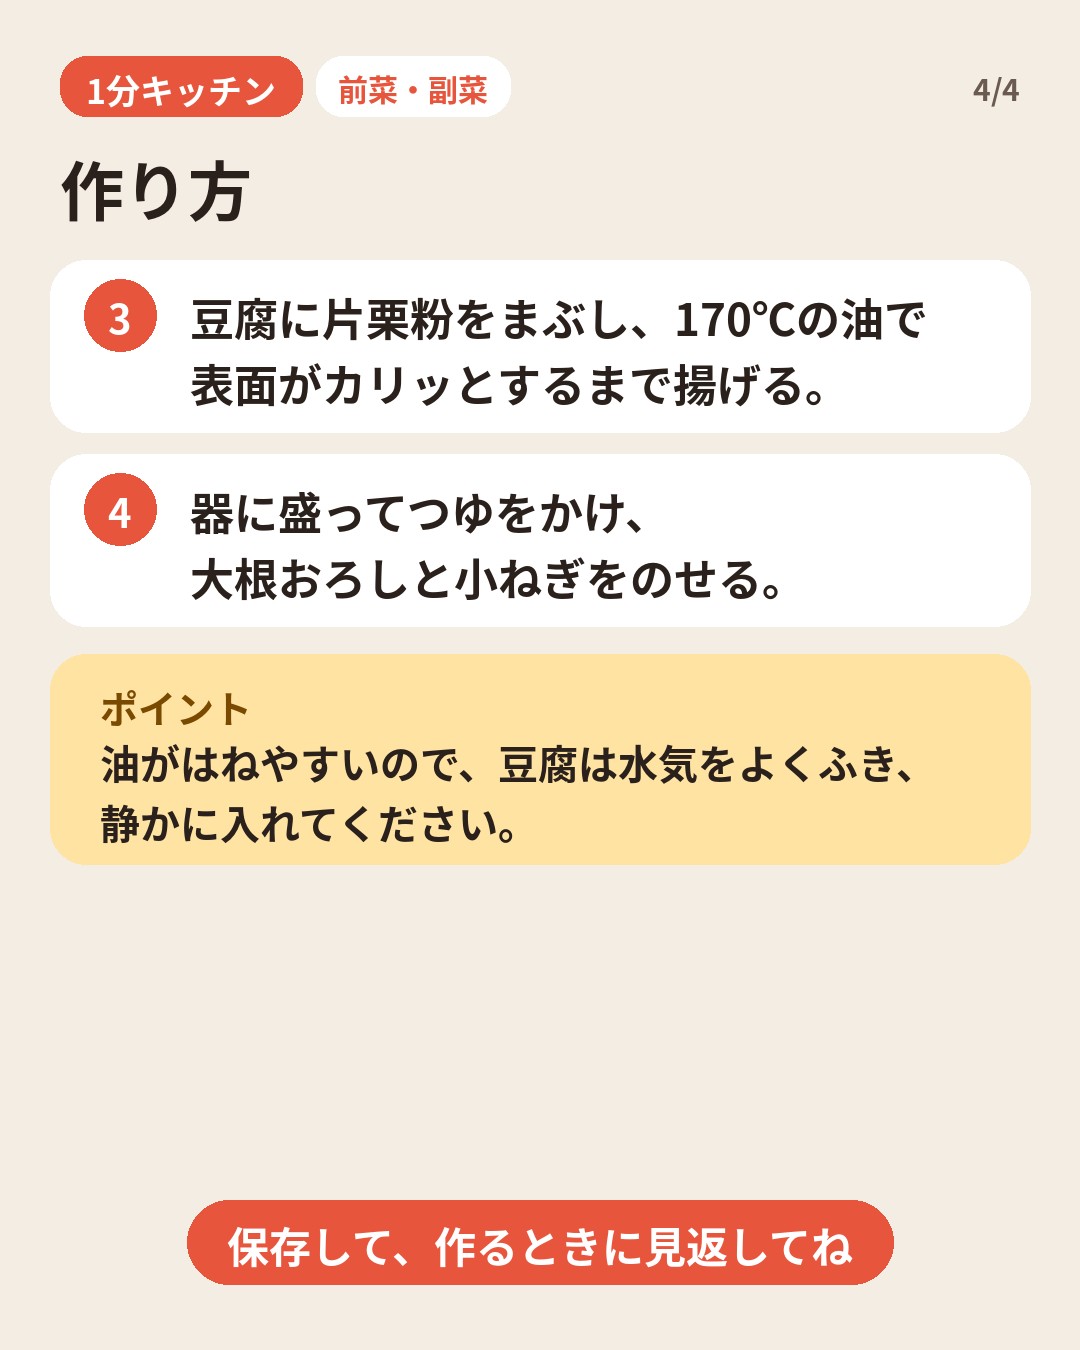 1分キッチン 前菜・副菜 4/4
作り方
3 豆腐に片栗粉をまぶし、170℃の油で
表面がカリッとするまで揚げる。
4 器に盛ってつゆをかけ、
大根おろしと小ねぎをのせる。
ポイント
油がはねやすいので、豆腐は水気をよくふき、
静かに入れてください。
保存して、作るときに見返してね